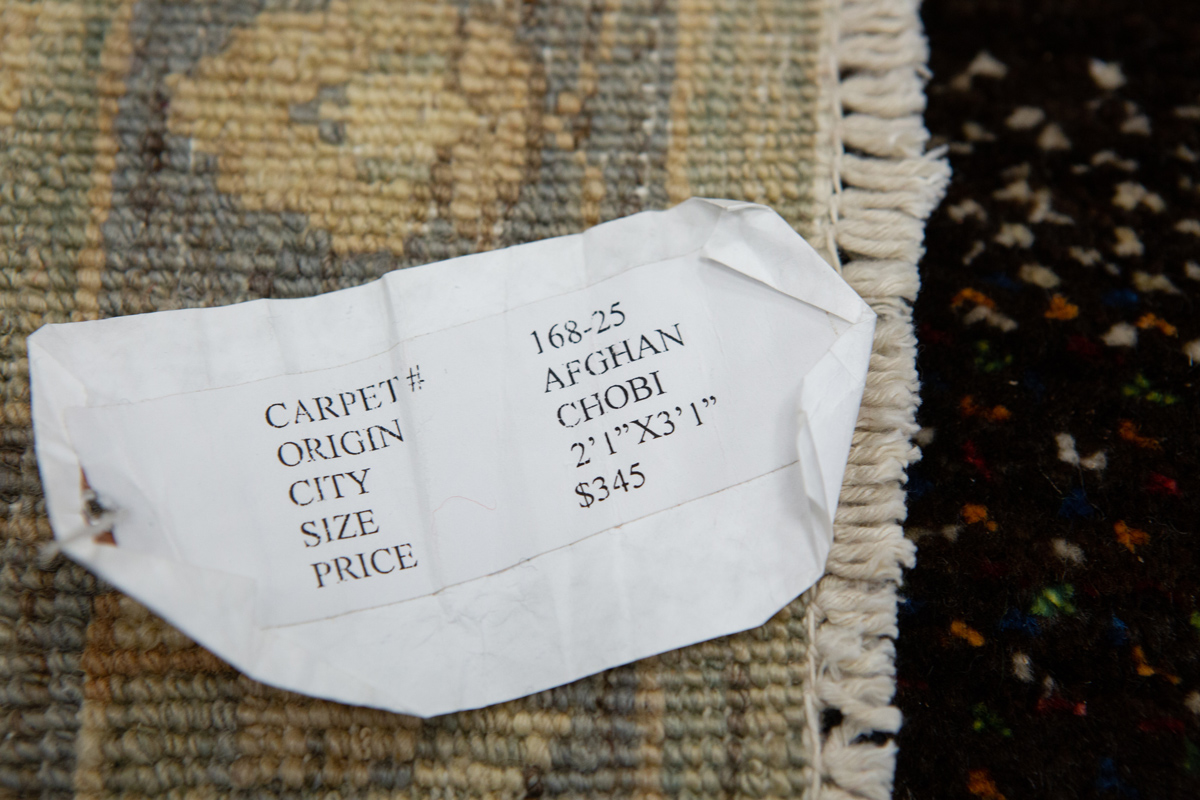 CARPET # 168-25
ORIGIN AFGHAN
CITY CHOBI
SIZE 2'1”X3'1”
PRICE $345